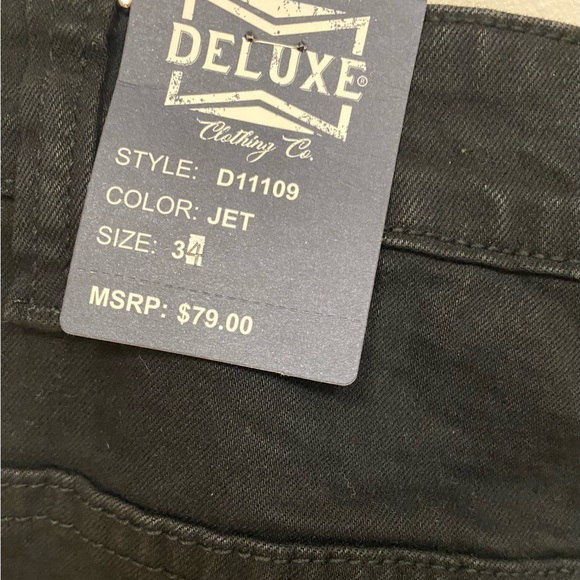 DELUXE®
Clothing Co.
STYLE: D11109
COLOR: JET
SIZE: 34
MSRP: $79.00